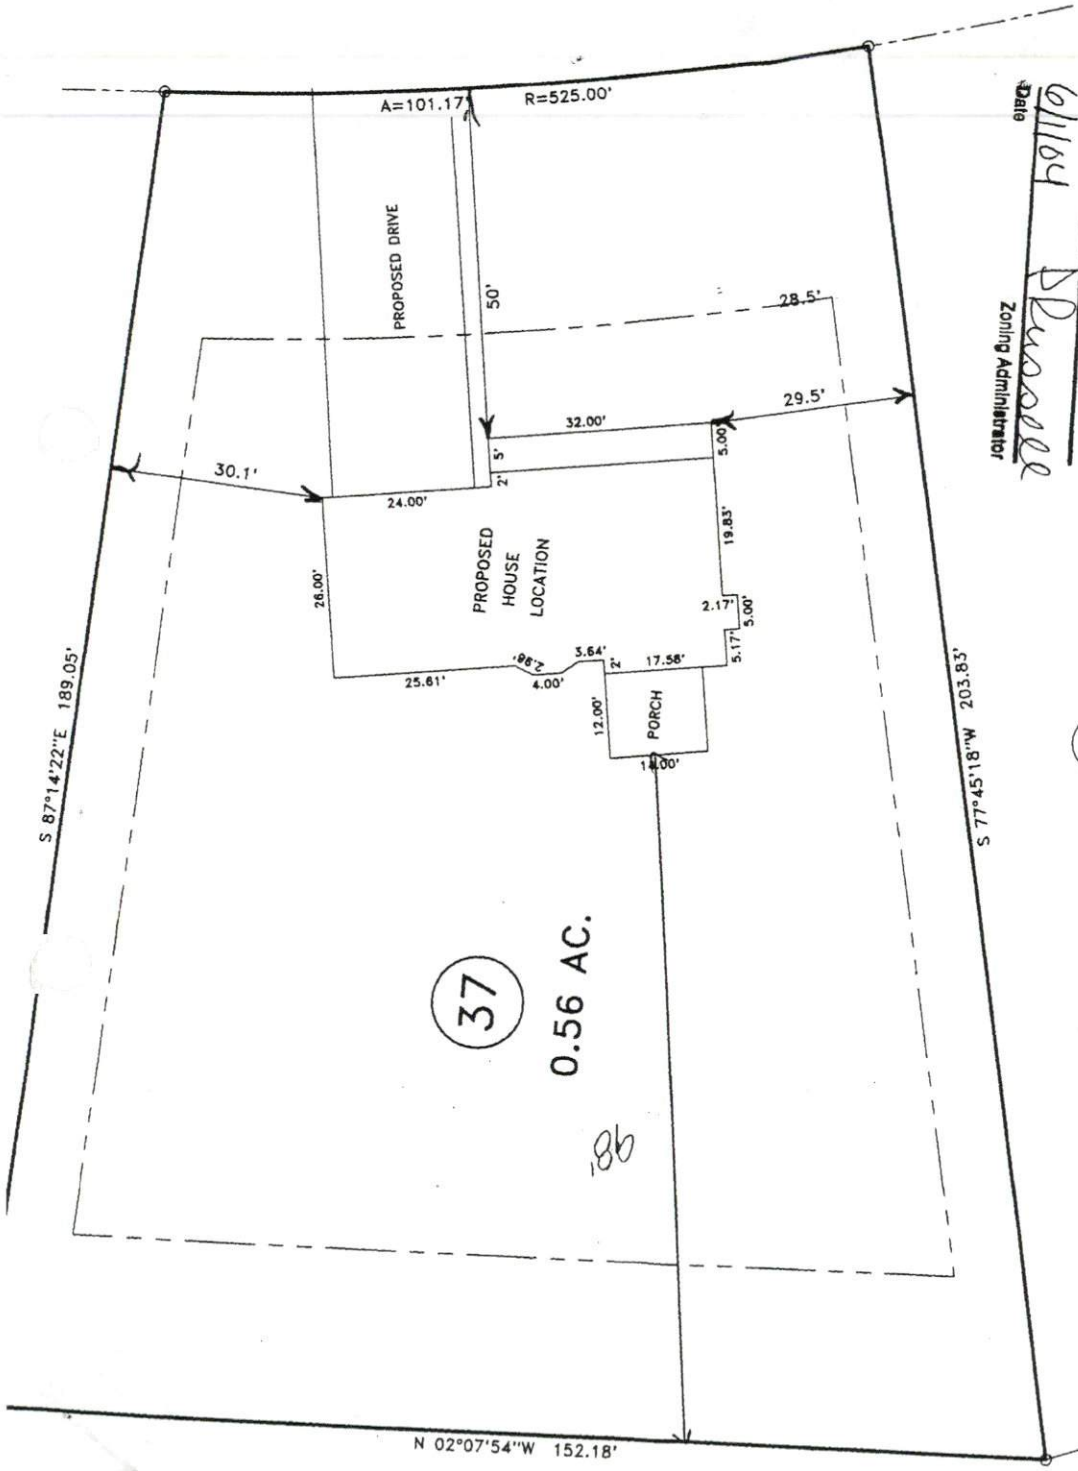 A=101.17'
R=525.00'
6/1/04 D Russell
Date
Zoning Administrator
PROPOSED DRIVE
50'
28.5'
29.5'
30.1'
32.00'
5.00'
5'
2'
24.00'
19.83'
26.00'
PROPOSED
HOUSE
LOCATION
2.17'
5.00'
5.17'
3.64'
2.98'
4.00'
25.61'
2'
17.58'
12.00'
PORCH
14.00'
S 87°14'22"E 189.05'
S 77°45'18"W 203.83'
37
0.56 AC.
98'
N 02°07'54"W 152.18'